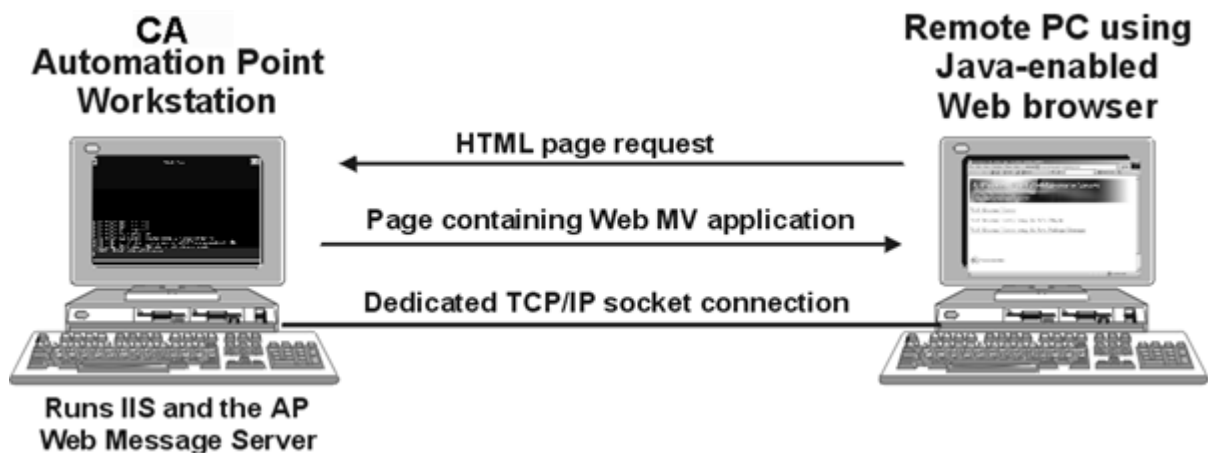 CA
Automation Point
Workstation
Remote PC using
Java-enabled
Web browser
HTML page request
Page containing Web MV application
Dedicated TCP/IP socket connection
Runs IIS and the AP
Web Message Server